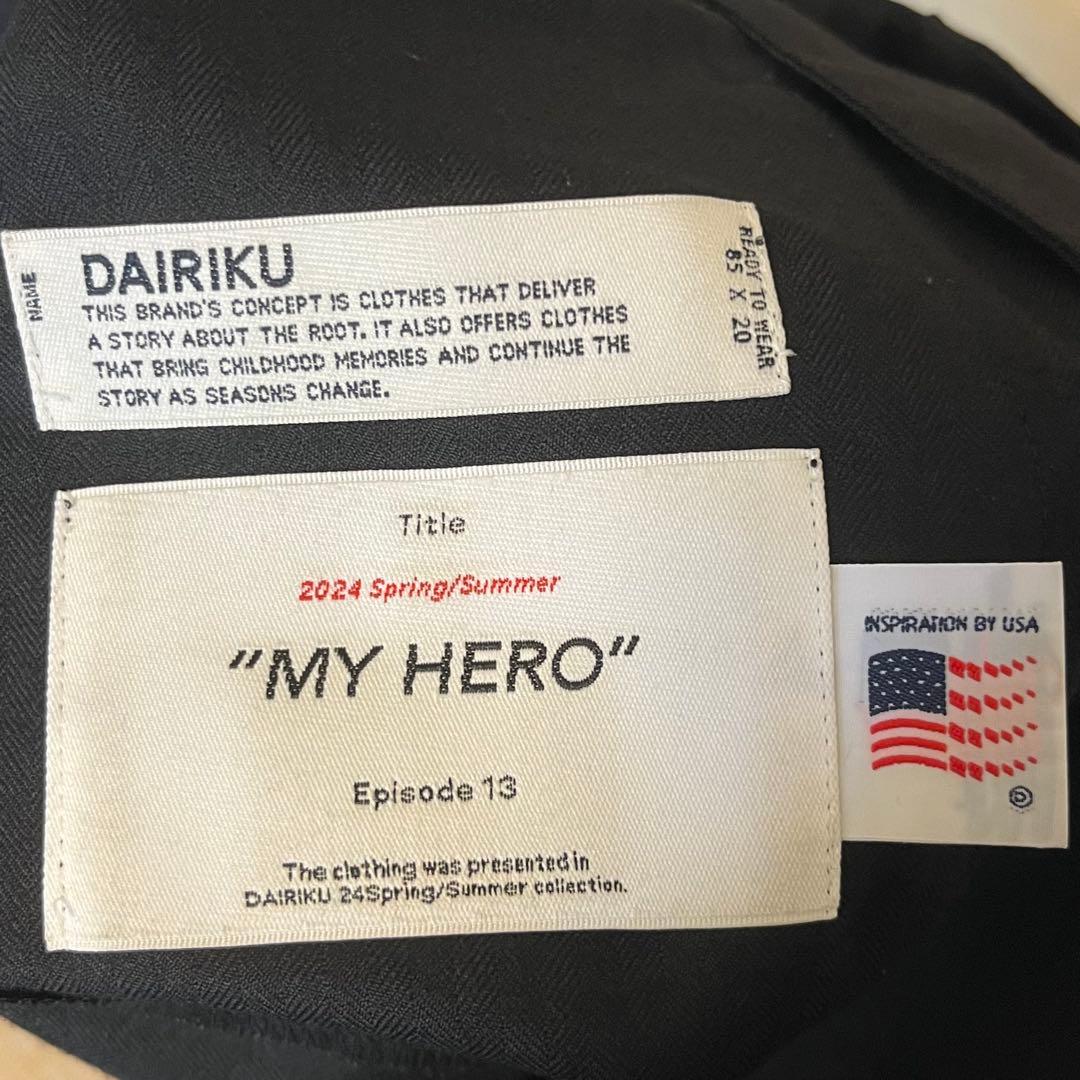 NAME
DAIRIKU
THIS BRAND'S CONCEPT IS CLOTHES THAT DELIVER
A STORY ABOUT THE ROOT. IT ALSO OFFERS CLOTHES
THAT BRING CHILDHOOD MEMORIES AND CONTINUE THE
STORY AS SEASONS CHANGE.
READY TO WEAR
85 X 20
Title
2024 Spring/Summer
"MY HERO"
Episode 13
The clothing was presented in
DAIRIKU 24Spring/Summer collection.
INSPIRATION BY USA
©